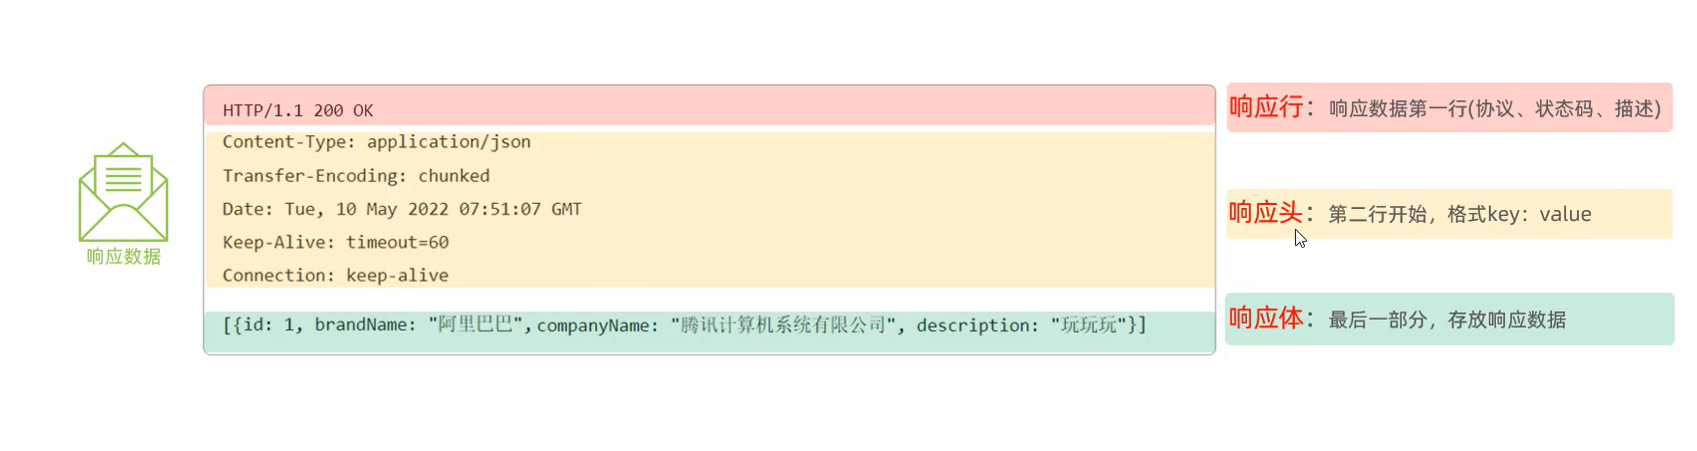 HTTP/1.1 200 OK
响应行：响应数据第一行(协议、状态码、描述)
Content-Type: application/json
Transfer-Encoding: chunked
Date: Tue, 10 May 2022 07:51:07 GMT
响应头：第二行开始，格式key：value
Keep-Alive: timeout=60
响应数据
Connection: keep-alive
[{id: 1, brandName: "阿里巴巴",companyName: "腾讯计算机系统有限公司", description: "玩玩玩"}]
响应体：最后一部分，存放响应数据